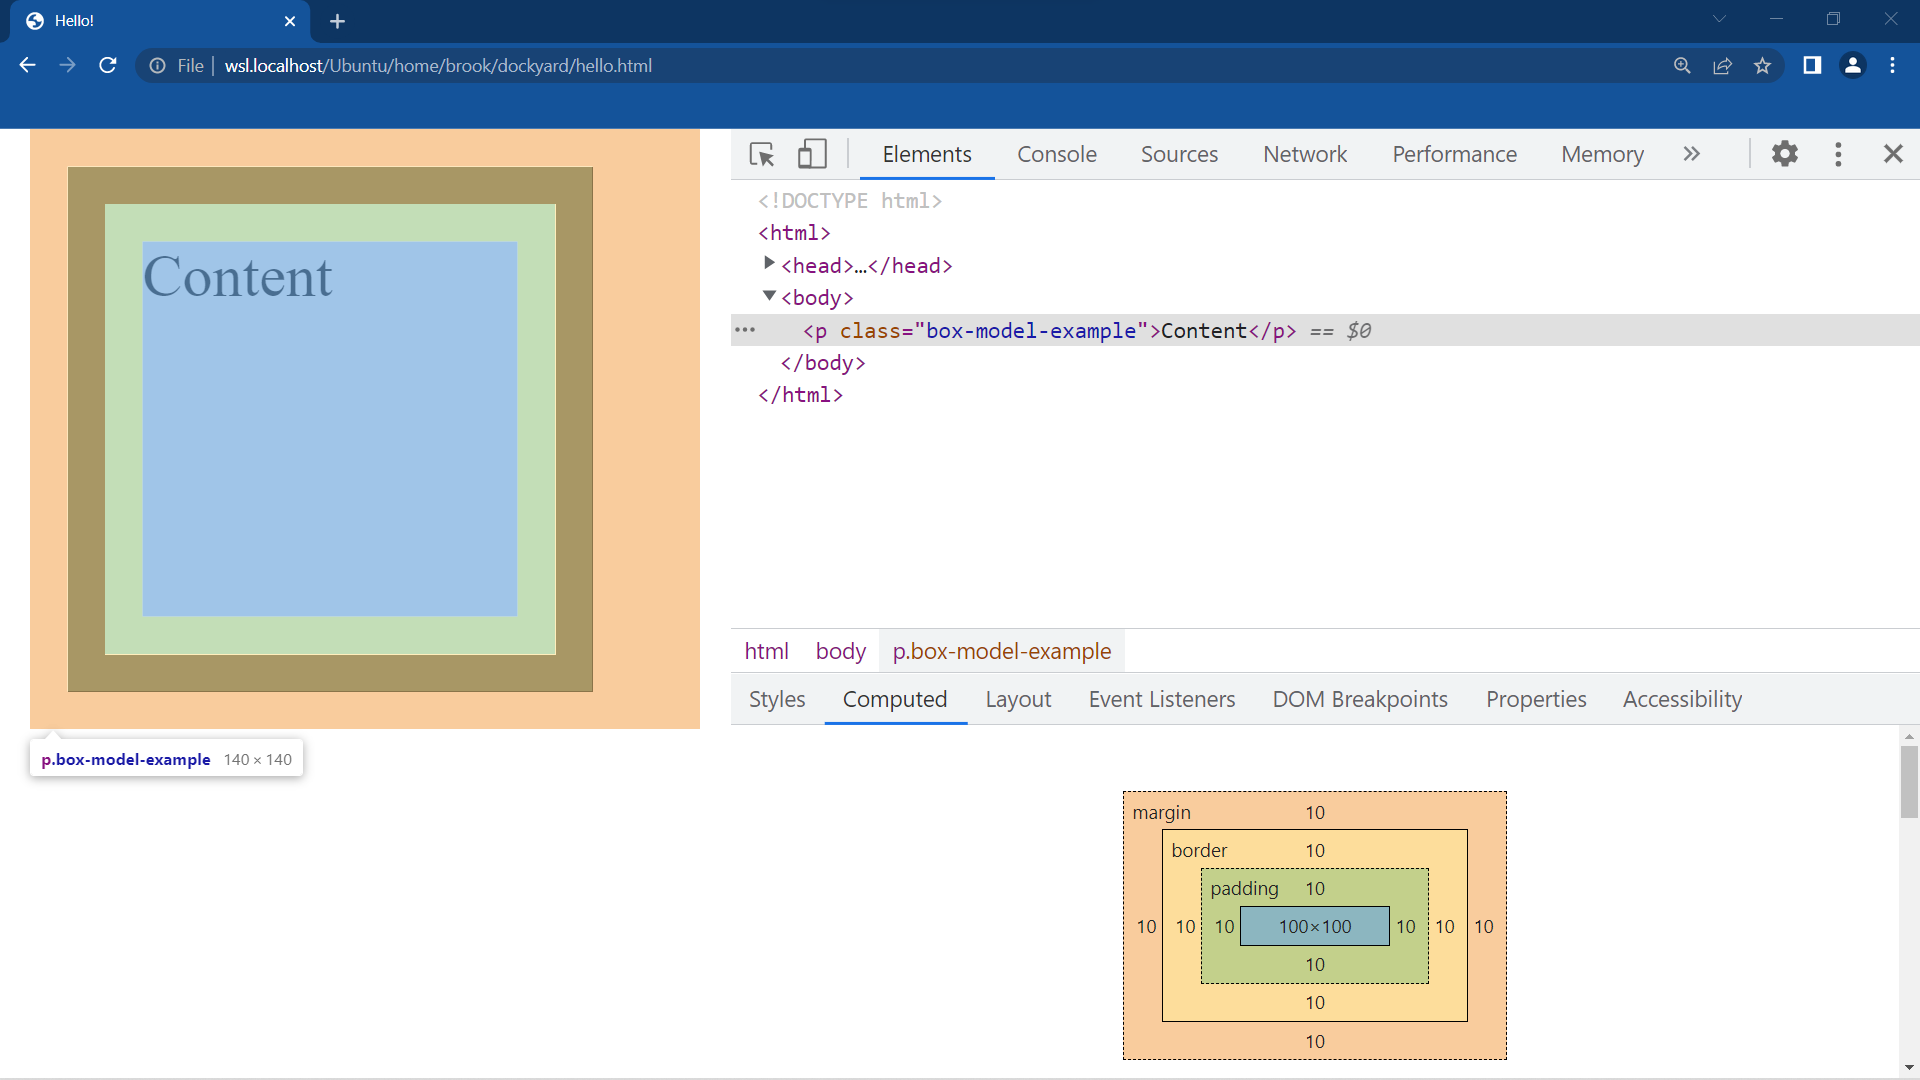 Hello!
File wsl.localhost/Ubuntu/home/brook/dockyard/hello.html
Content
p.box-model-example 140 × 140
Elements Console Sources Network Performance Memory
<!DOCTYPE html>
<html>
<head>…</head>
<body>
<p class="box-model-example">Content</p> == $0
</body>
</html>
html body p.box-model-example
Styles Computed Layout Event Listeners DOM Breakpoints Properties Accessibility
margin 10
border 10
padding 10
10 10 10 100×100 10 10 10
10
10
10